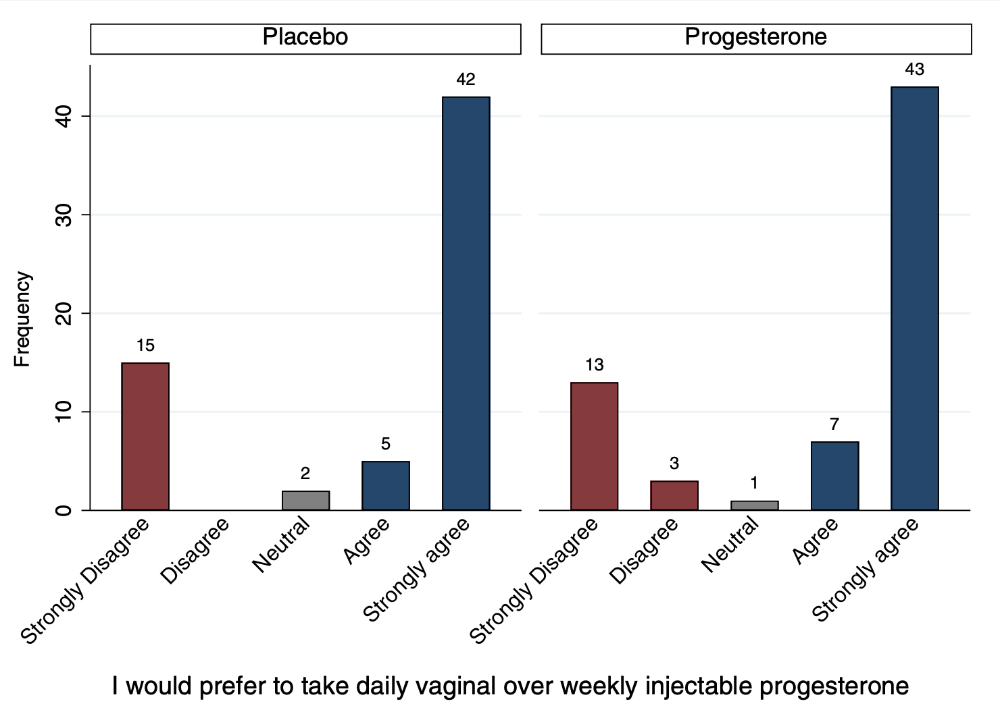 Placebo
Progesterone
Frequency
40
30
20
10
0
15
2
5
42
13
3
1
7
43
Strongly Disagree
Disagree
Neutral
Agree
Strongly agree
Strongly Disagree
Disagree
Neutral
Agree
Strongly agree
I would prefer to take daily vaginal over weekly injectable progesterone